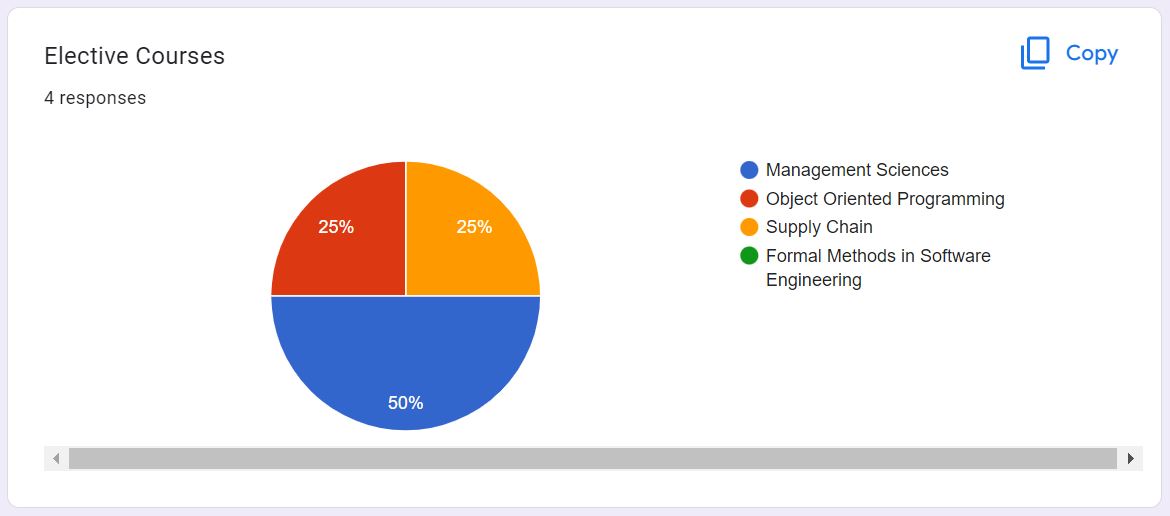 Elective Courses
Copy
4 responses
Management Sciences
Object Oriented Programming
Supply Chain
Formal Methods in Software
Engineering
25%
25%
50%